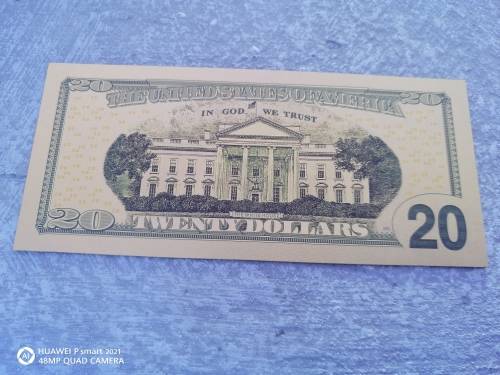 20 THE UNITED STATES OF AMERICA 20
IN GOD WE TRUST
20 TWENTY DOLLARS 20
HUAWEI P smart 2021
AI 48MP QUAD CAMERA